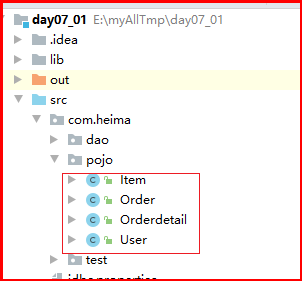 day07_01 E:\myAllTmp\day07_01
.idea
lib
out
src
com.heima
dao
pojo
Item
Order
Orderdetail
User
test
jdbc.properties